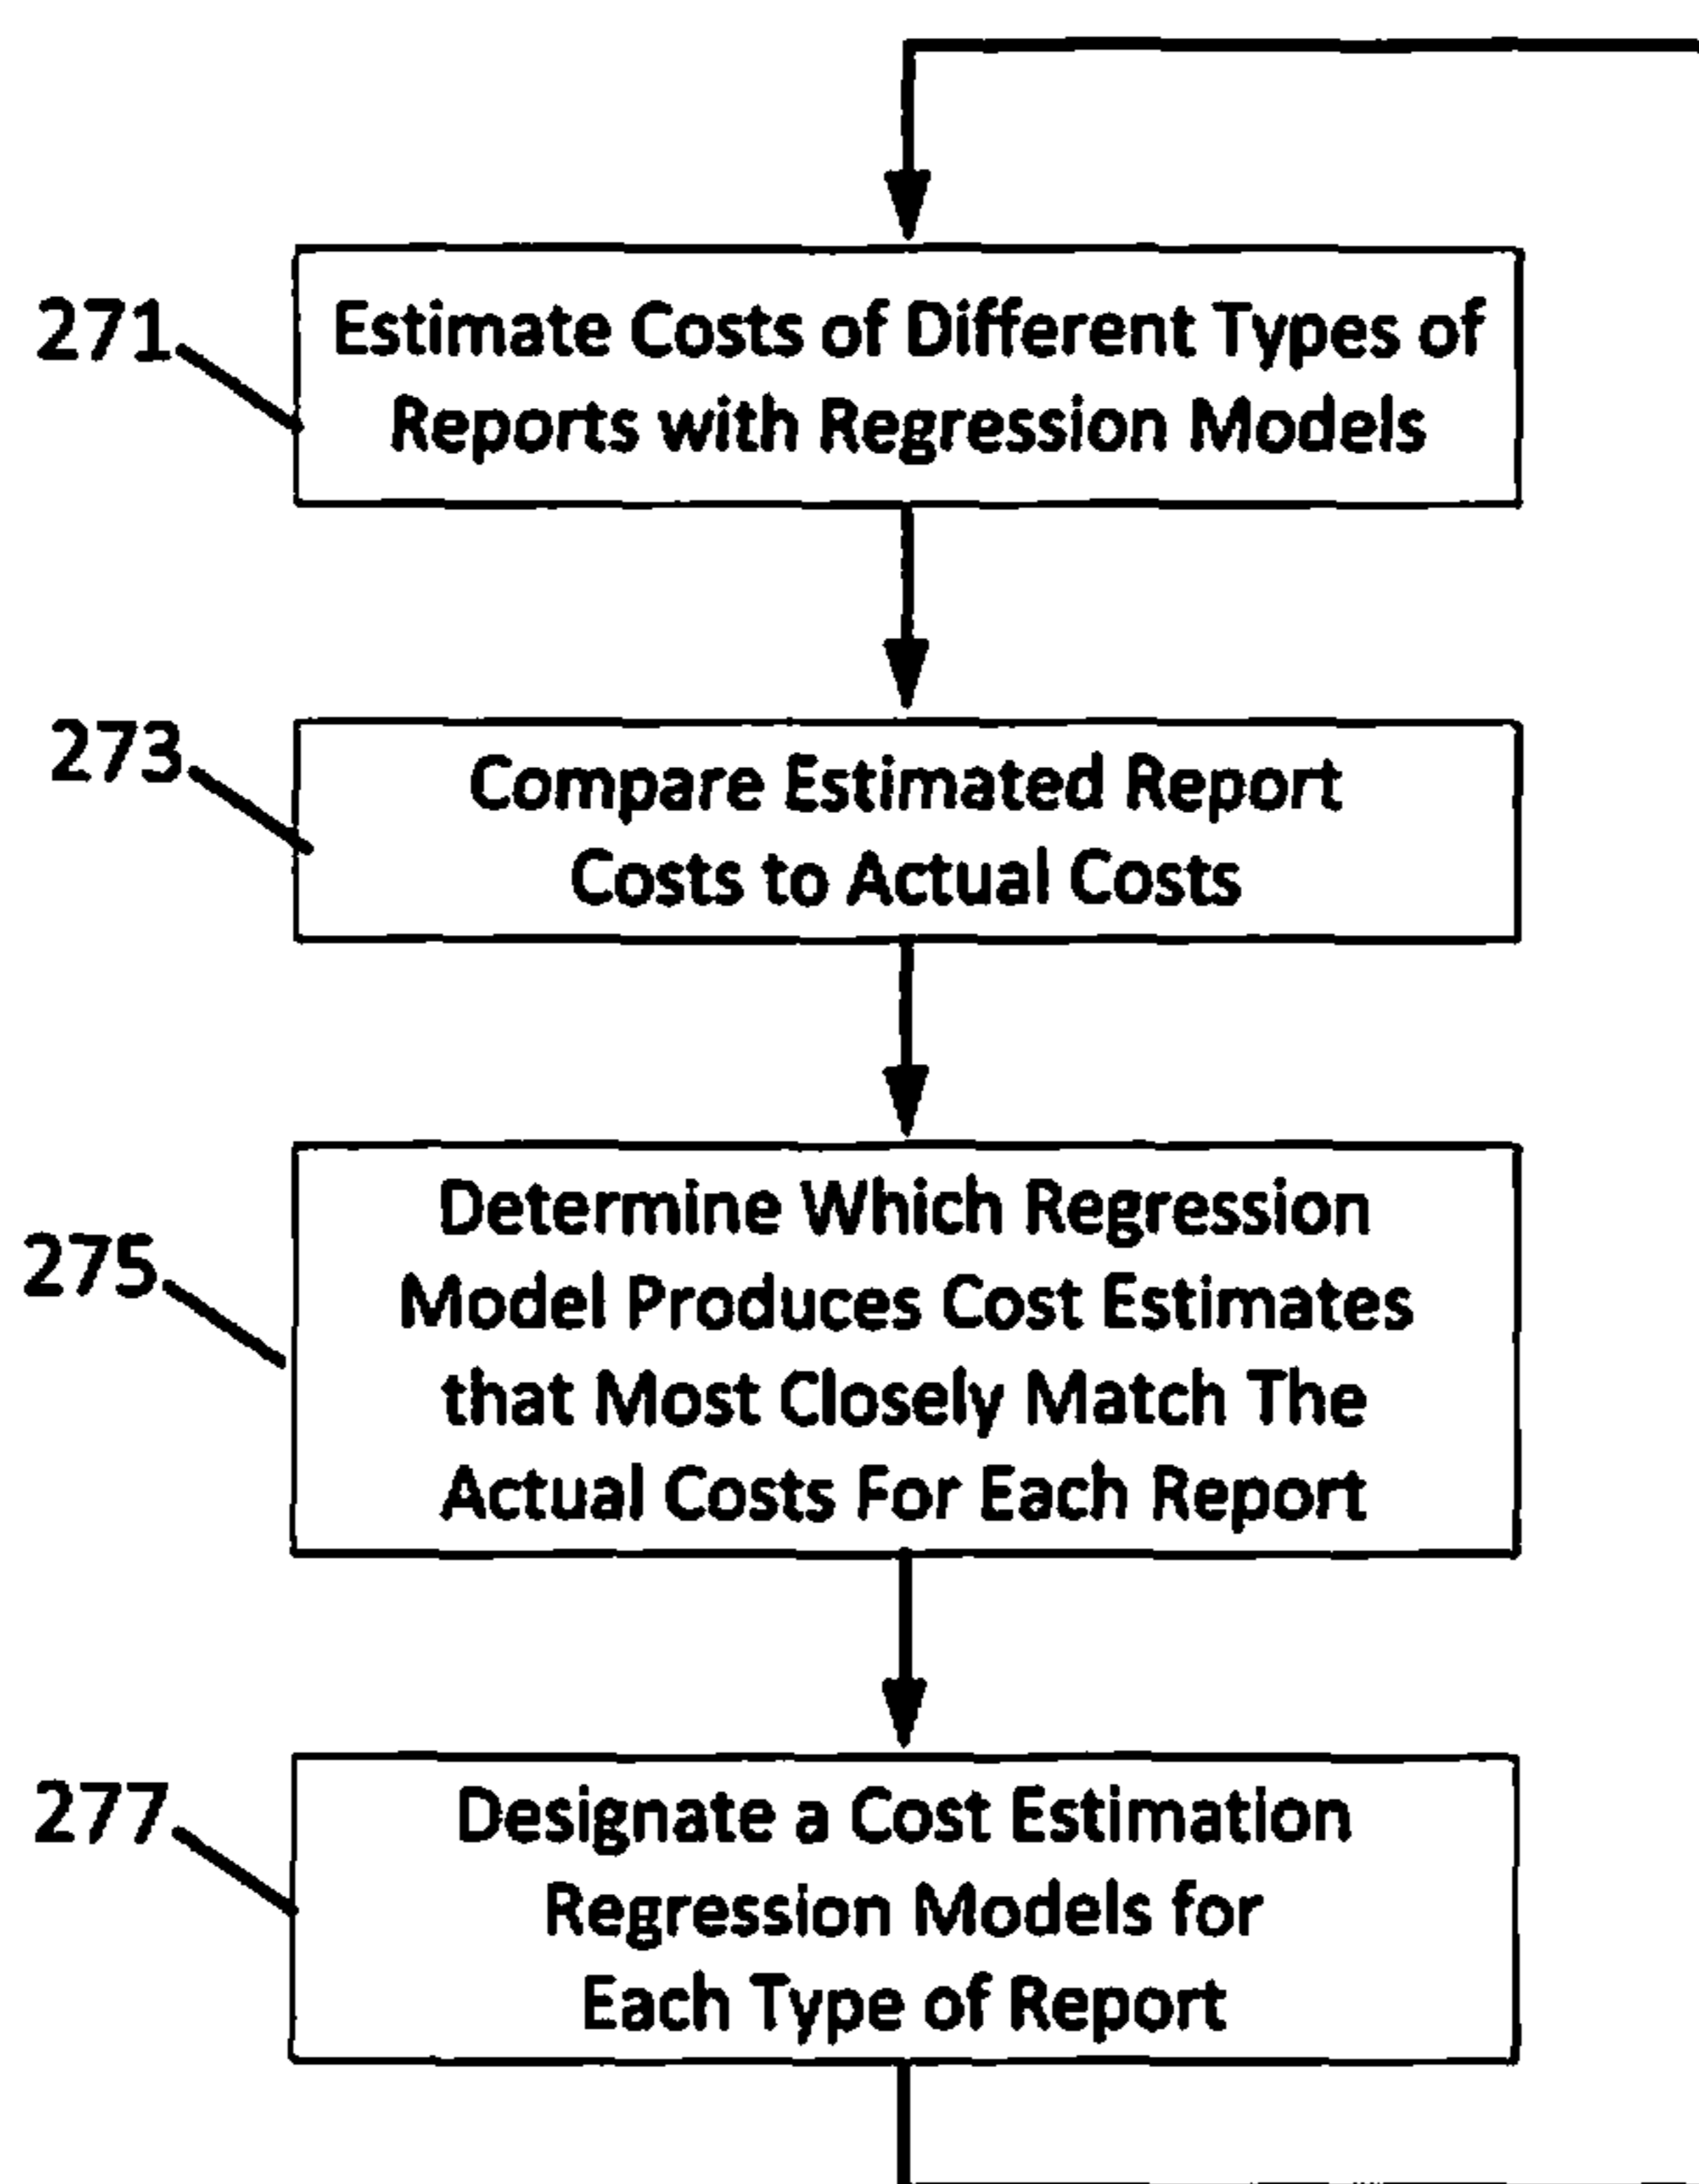 271
Estimate Costs of Different Types of
Reports with Regression Models
273
Compare Estimated Report
Costs to Actual Costs
275
Determine Which Regression
Model Produces Cost Estimates
that Most Closely Match The
Actual Costs For Each Report
277
Designate a Cost Estimation
Regression Models for
Each Type of Report